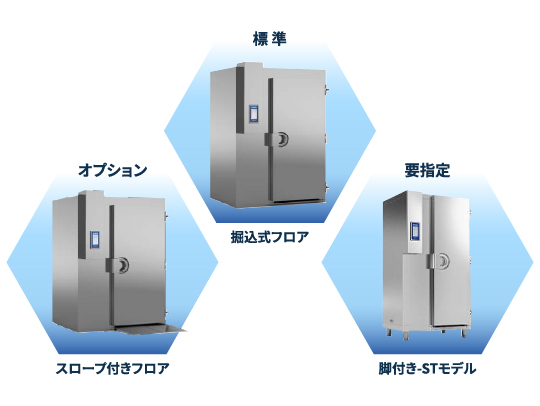 標 準
掘込式フロア
オプション
スロープ付きフロア
要指定
脚付き-STモデル